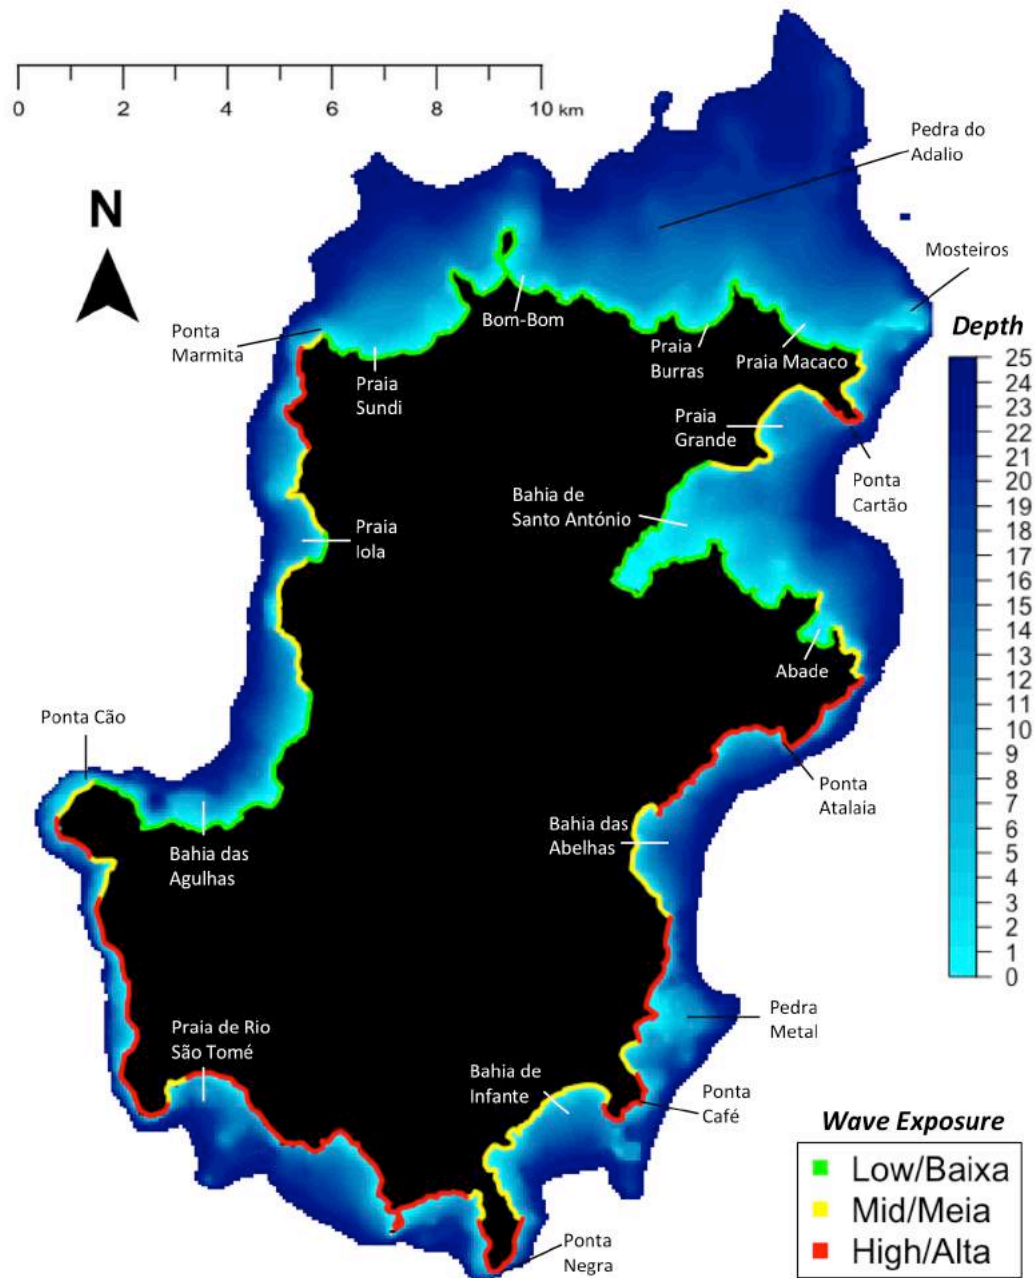 0 2 4 6 8 10 km
N
Pedra do
Adalio
Mosteiros
Ponta
Marmita
Bom-Bom
Praia
Burras
Praia Macaco
Depth
Praia
Sundi
Praia
Grande
Ponta
Cartão
Bahia de
Santo António
Praia
Iola
Abade
Ponta Cão
Ponta
Atalaia
Bahia das
Abelhas
Bahia das
Agulhas
Praia de Rio
São Tomé
Pedra
Metal
Bahia de
Infante
Ponta
Café
Ponta
Negra
25
24
23
22
21
20
19
18
17
16
15
14
13
12
11
10
9
8
7
6
5
4
3
2
1
0
Wave Exposure
Low/Baixa
Mid/Meia
High/Alta